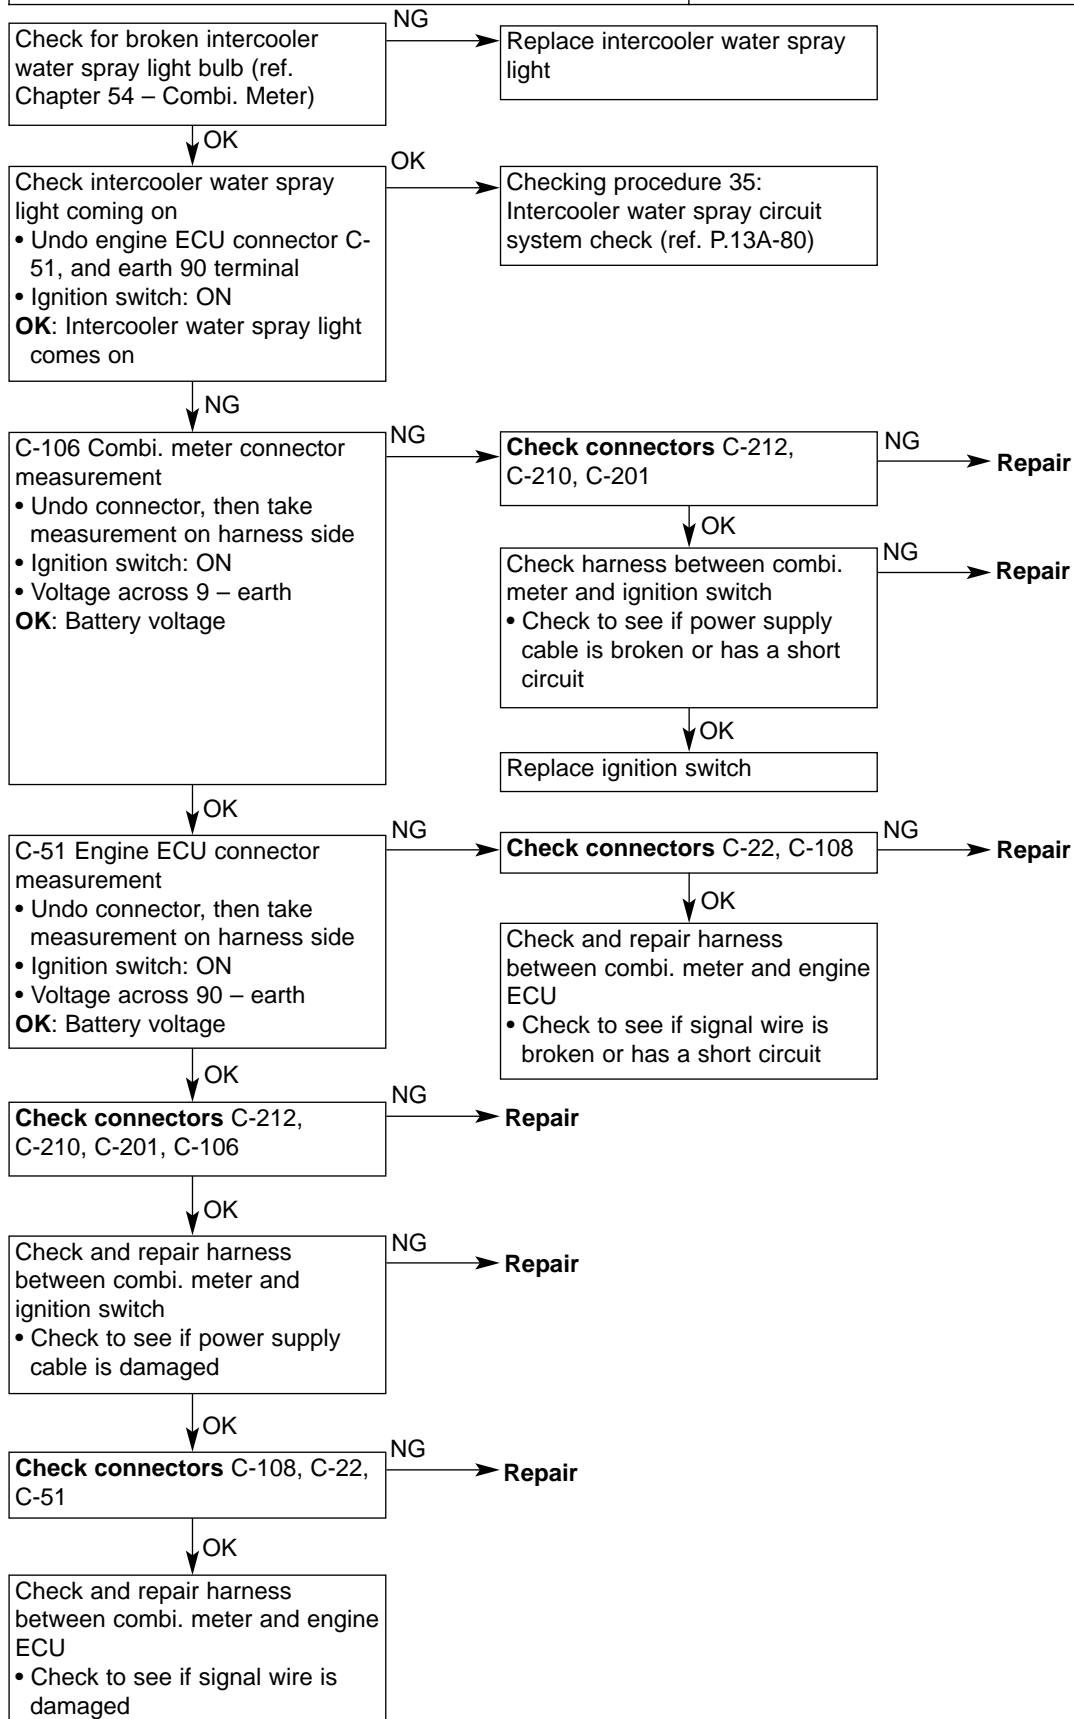 Check for broken intercooler
water spray light bulb (ref.
Chapter 54 – Combi. Meter)
NG
Replace intercooler water spray
light
OK
Check intercooler water spray
light coming on
• Undo engine ECU connector C-
51, and earth 90 terminal
• Ignition switch: ON
OK: Intercooler water spray light
comes on
OK
Checking procedure 35:
Intercooler water spray circuit
system check (ref. P.13A-80)
NG
C-106 Combi. meter connector
measurement
• Undo connector, then take
measurement on harness side
• Ignition switch: ON
• Voltage across 9 – earth
OK: Battery voltage
NG
Check connectors C-212,
C-210, C-201
NG
Repair
OK
Check harness between combi.
meter and ignition switch
• Check to see if power supply
cable is broken or has a short
circuit
NG
Repair
OK
Replace ignition switch
OK
C-51 Engine ECU connector
measurement
• Undo connector, then take
measurement on harness side
• Ignition switch: ON
• Voltage across 90 – earth
OK: Battery voltage
NG
Check connectors C-22, C-108
NG
Repair
OK
Check and repair harness
between combi. meter and engine
ECU
• Check to see if signal wire is
broken or has a short circuit
OK
Check connectors C-212,
C-210, C-201, C-106
NG
Repair
OK
Check and repair harness
between combi. meter and
ignition switch
• Check to see if power supply
cable is damaged
NG
Repair
OK
Check connectors C-108, C-22,
C-51
NG
Repair
OK
Check and repair harness
between combi. meter and engine
ECU
• Check to see if signal wire is
damaged